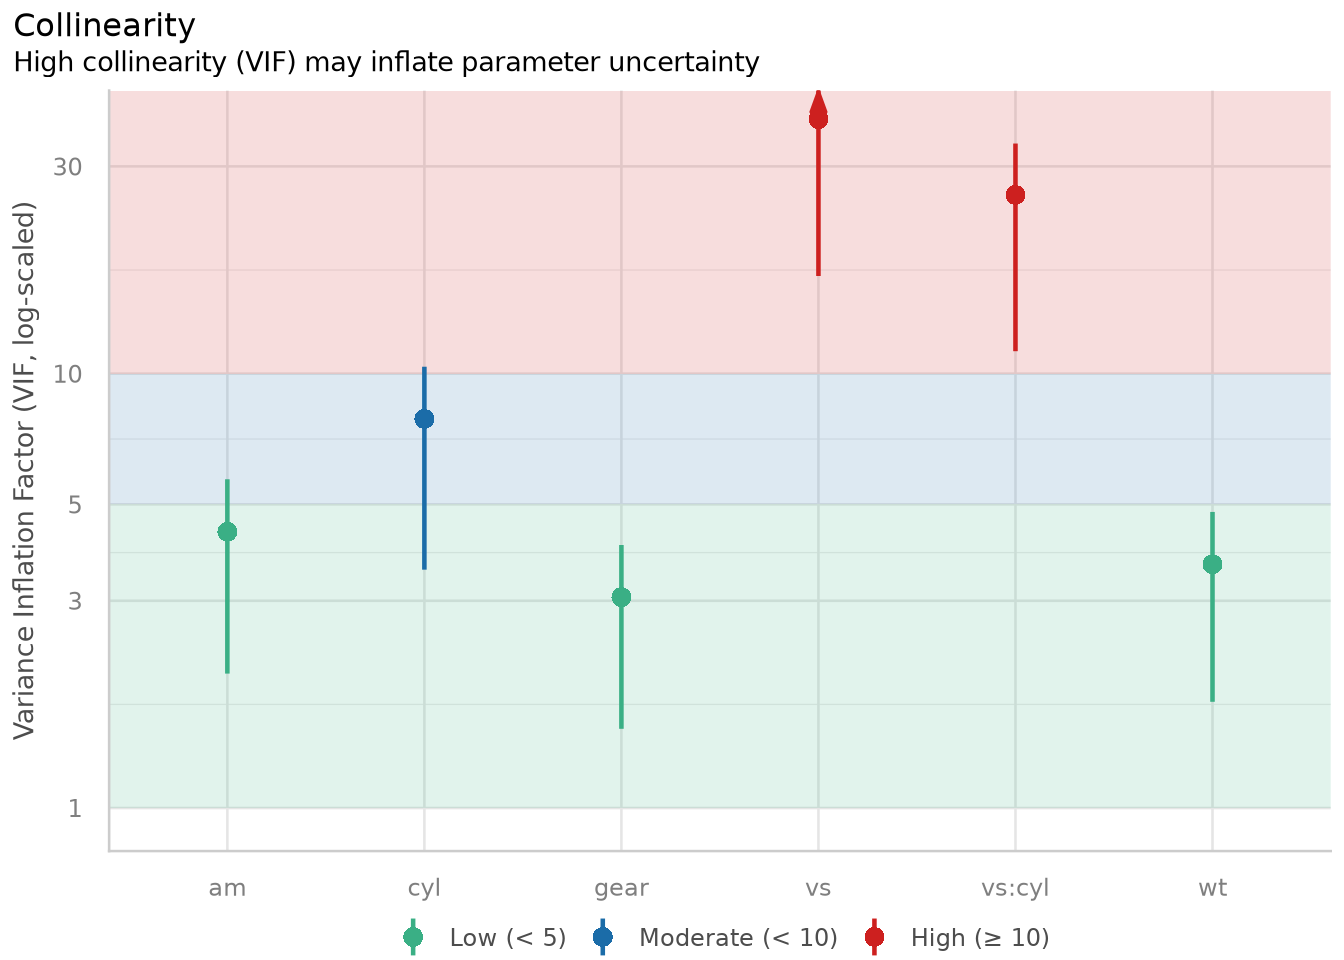 Collinearity
High collinearity (VIF) may inflate parameter uncertainty
Variance Inflation Factor (VIF, log-scaled)
30
10
5
3
1
am cyl gear vs vs:cyl wt
Low (< 5) Moderate (< 10) High (≥ 10)